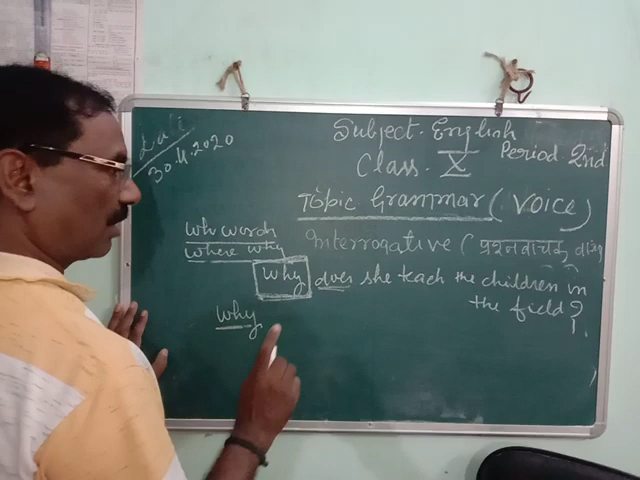 Date
30.11.2020
Subject. English
Class. X Period 2nd
Topic Grammar ( VOICE )
wh words
where why
Interrogative ( प्रश्नवाचक
Why does she teach the children in
the field ?
Why